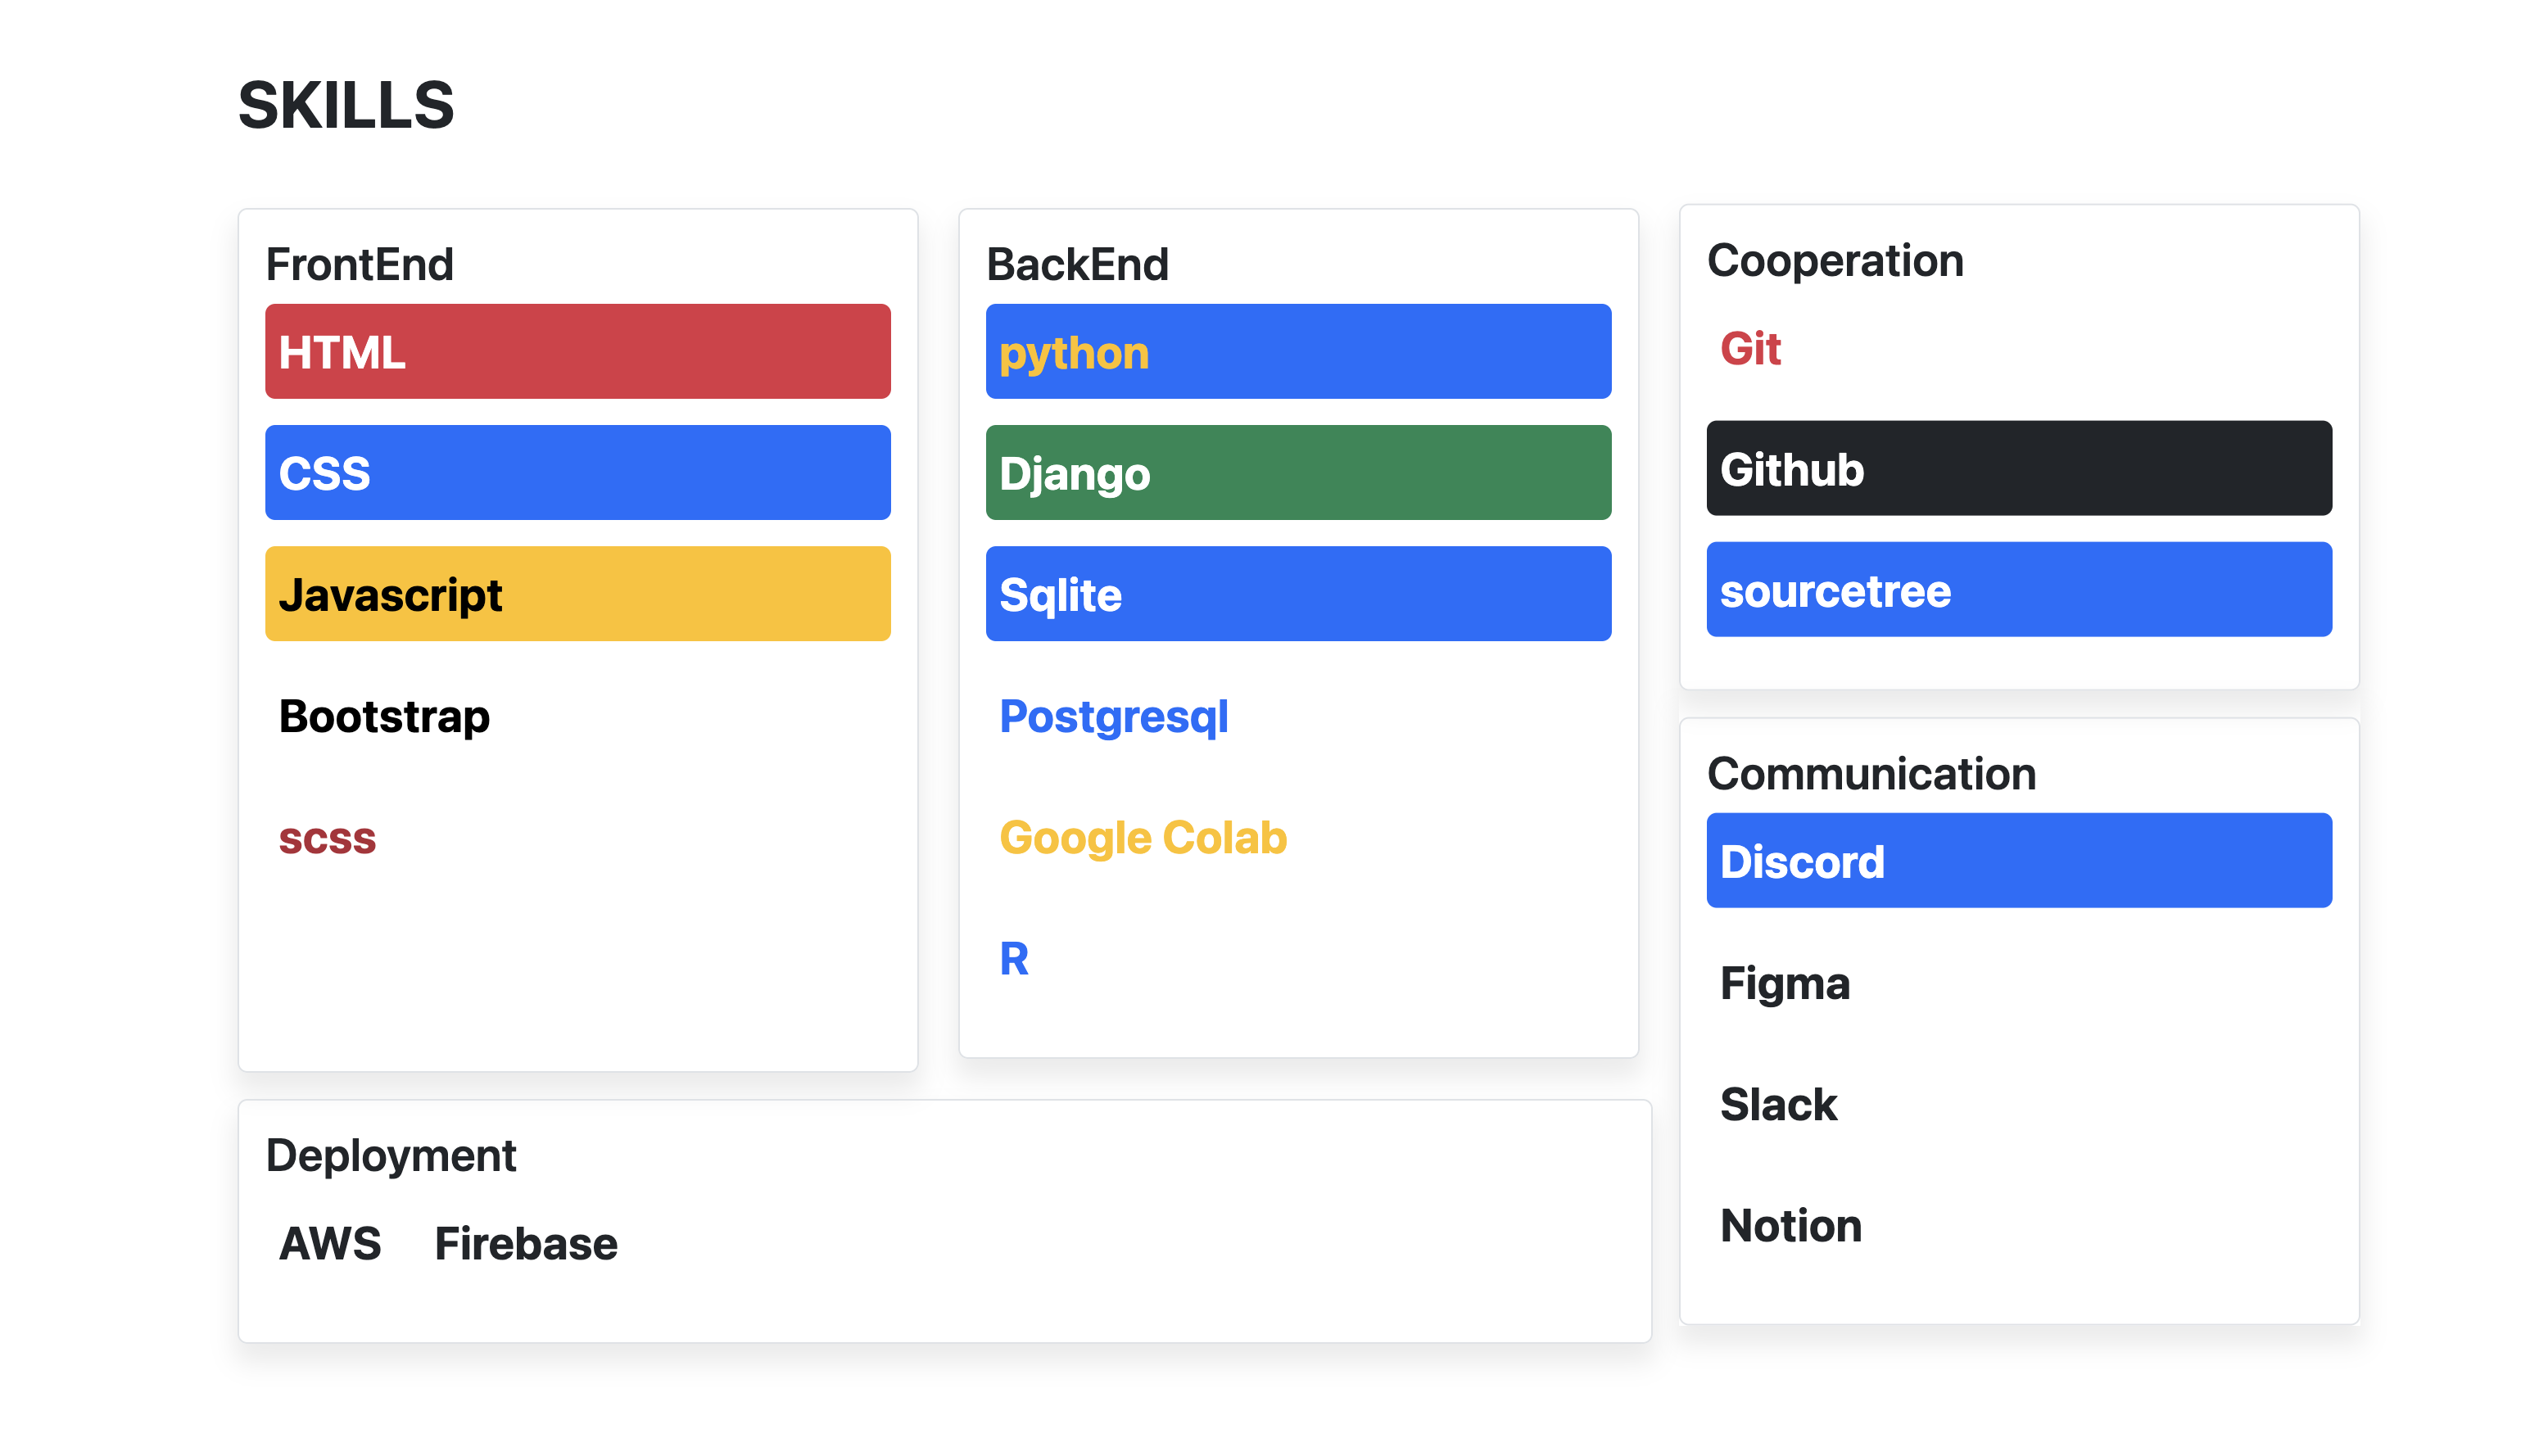 SKILLS
FrontEnd
HTML
CSS
Javascript
Bootstrap
scss
BackEnd
python
Django
Sqlite
Postgresql
Google Colab
R
Cooperation
Git
Github
sourcetree
Communication
Discord
Figma
Slack
Notion
Deployment
AWS Firebase